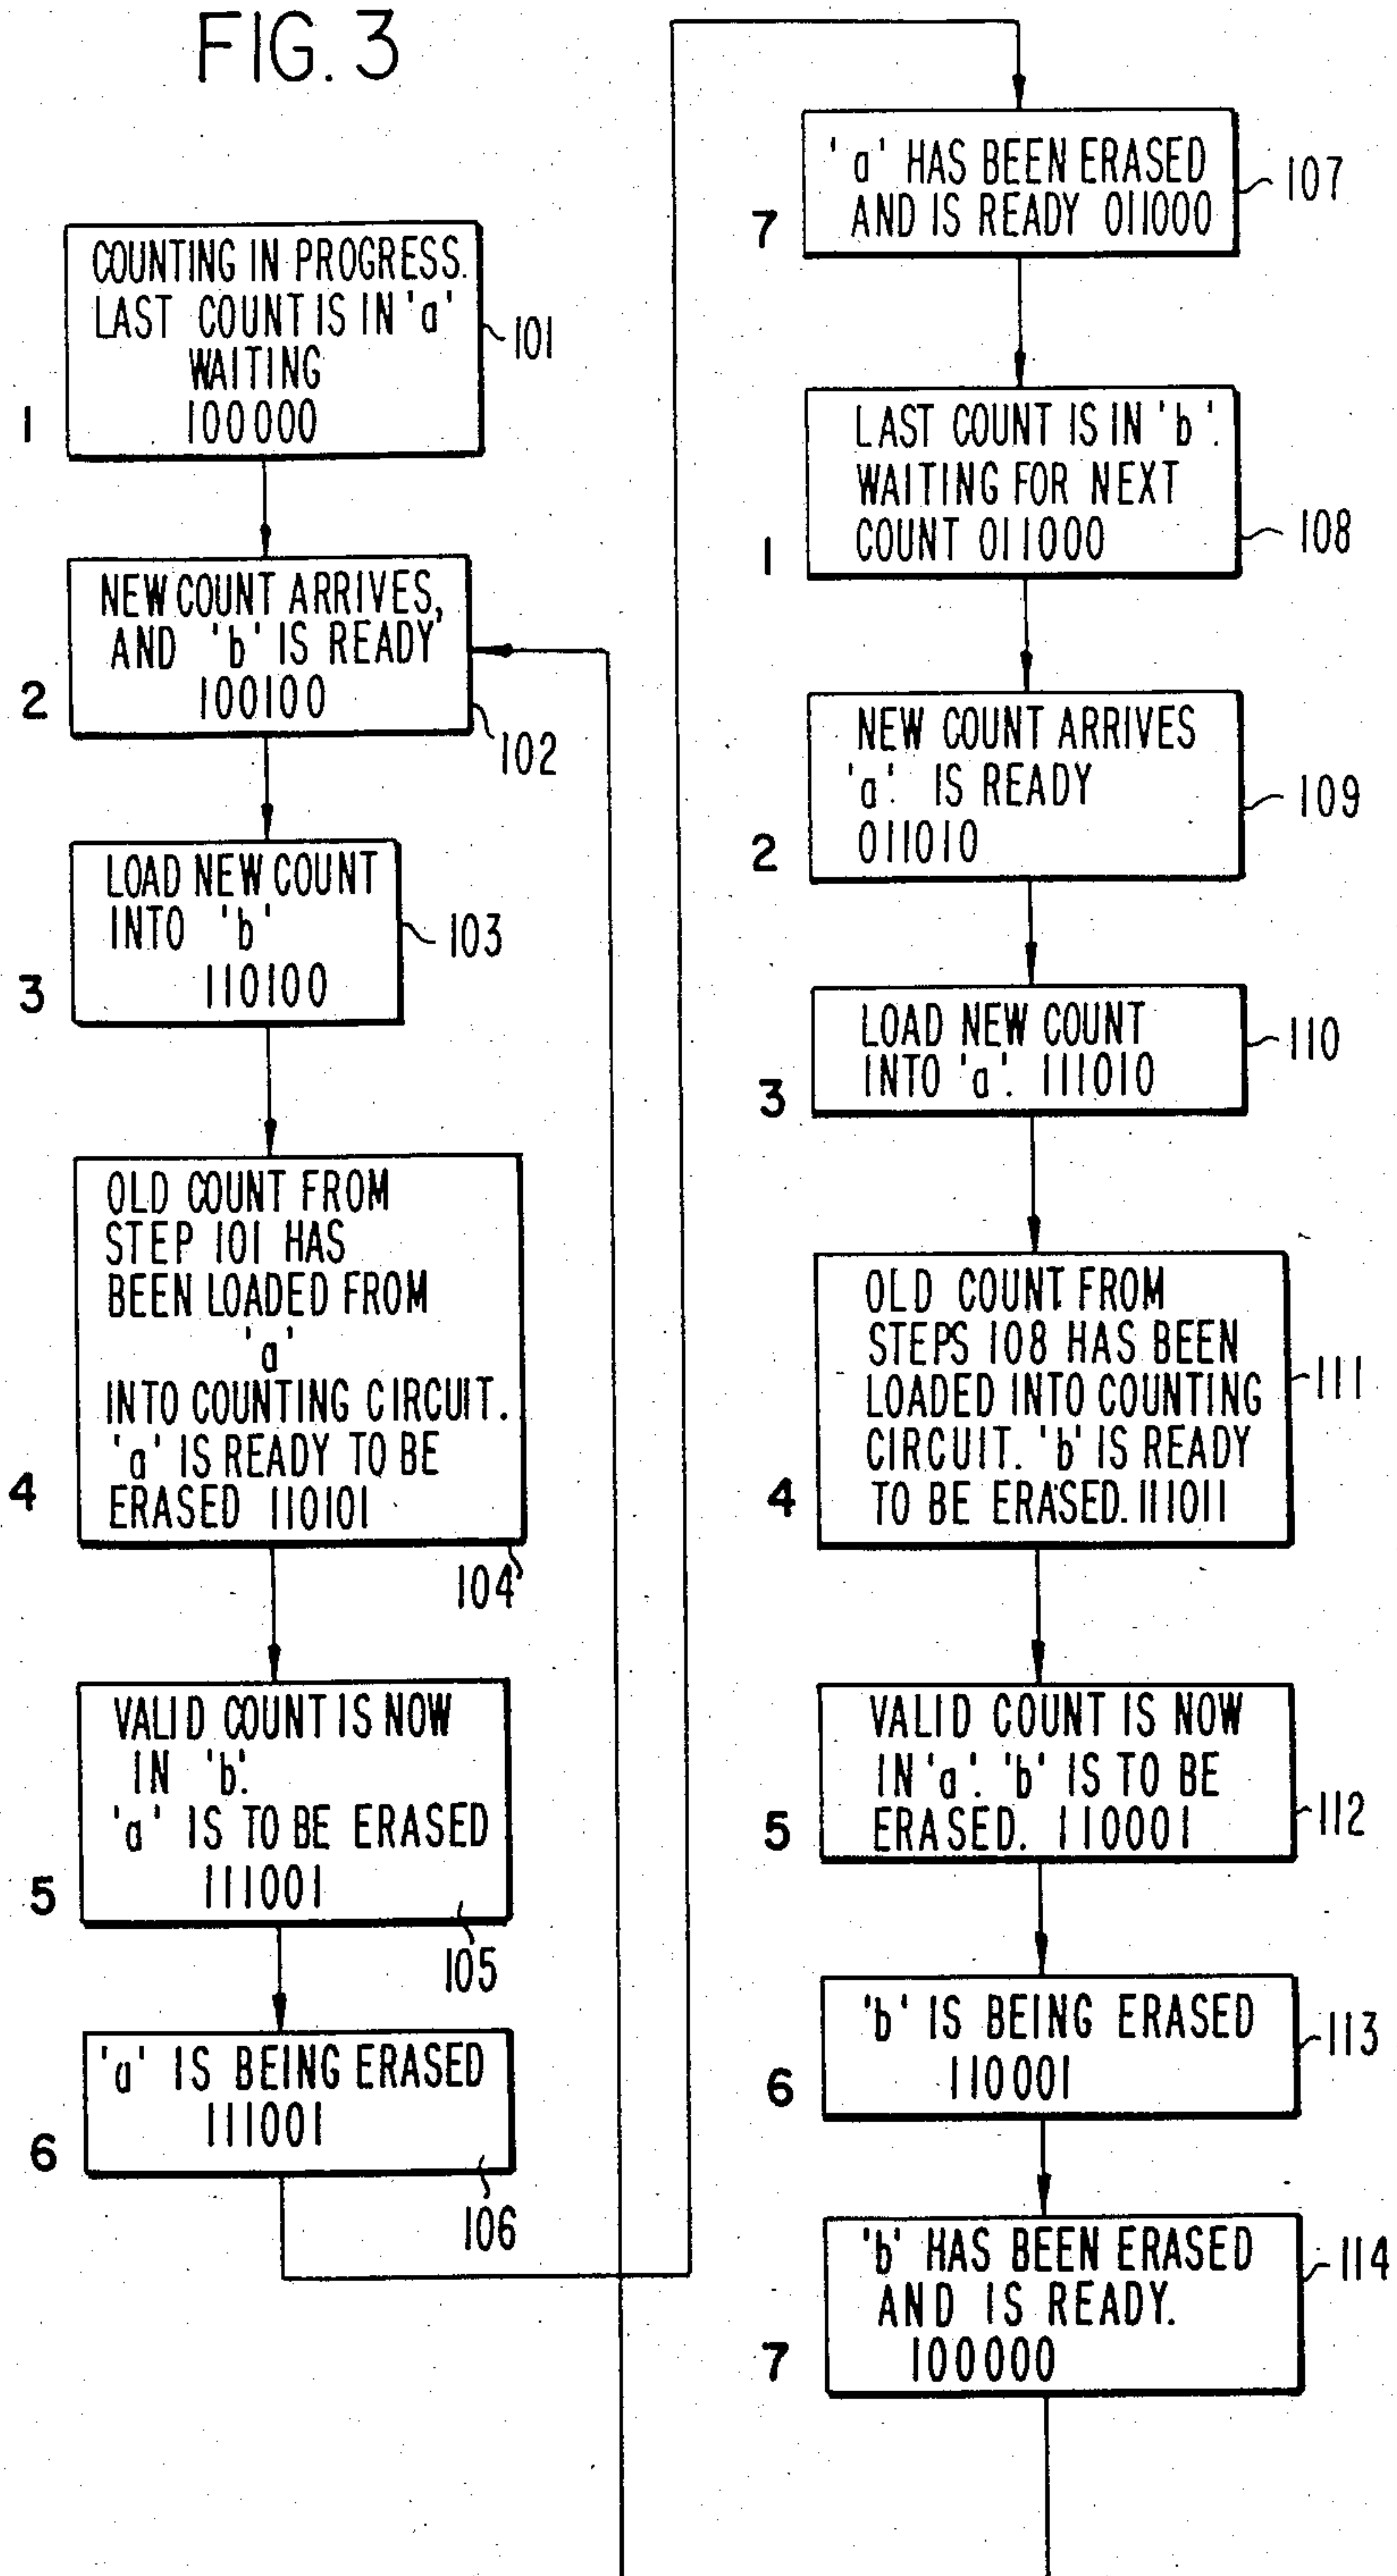 FIG. 3
COUNTING IN PROGRESS.
LAST COUNT IS IN 'a'
WAITING
100000
1
101
NEW COUNT ARRIVES,
AND 'b' IS READY
100100
2
102
LOAD NEW COUNT
INTO 'b'
110100
3
103
OLD COUNT FROM
STEP 101 HAS
BEEN LOADED FROM
'a'
INTO COUNTING CIRCUIT.
'a' IS READY TO BE
ERASED 110101
4
104
VALID COUNT IS NOW
IN 'b'.
'a' IS TO BE ERASED
111001
5
105
'a' IS BEING ERASED
111001
6
106
'a' HAS BEEN ERASED
AND IS READY 011000
7
107
LAST COUNT IS IN 'b'.
WAITING FOR NEXT
COUNT 011000
1
108
NEW COUNT ARRIVES
'a'. IS READY
011010
2
109
LOAD NEW COUNT
INTO 'a'. 111010
3
110
OLD COUNT FROM
STEPS 108 HAS BEEN
LOADED INTO COUNTING
CIRCUIT. 'b' IS READY
TO BE ERASED. 111011
4
111
VALID COUNT IS NOW
IN 'a'. 'b' IS TO BE
ERASED. 110001
5
112
'b' IS BEING ERASED
110001
6
113
'b' HAS BEEN ERASED
AND IS READY.
100000
7
114